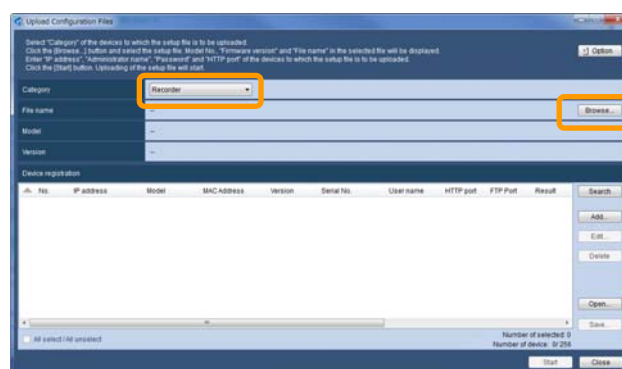 Upload Configuration Files
Select "Category" of the devices to which the setup file is to be uploaded.
Click the [Browse...] button and select the setup file. Model No., "Firmware version" and "File name" in the selected file will be displayed.
Enter "IP address", "Administrator name", "Password" and "HTTP port" of the devices to which the setup file is to be uploaded.
Click the [Start] button. Uploading of the setup file will start.
Option
Category Recorder
File name -- Browse...
Model --
Version --
Device registration
No. IP address Model MAC Address Version Serial No. User name HTTP port FTP Port Result Search
Add...
Edit...
Delete
Open...
Save...
All select / All unselect
Number of selected: 0
Number of device: 0/ 256
Start Close